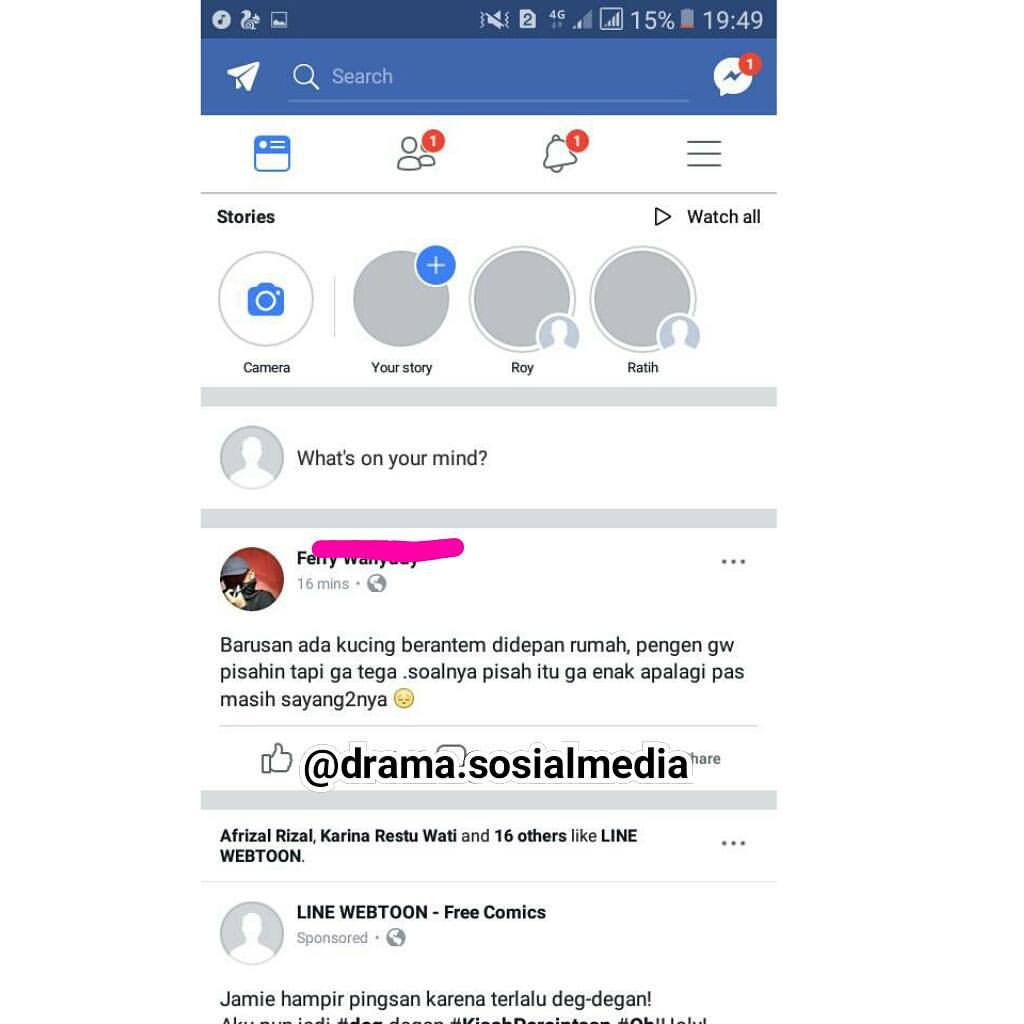 2 4G 15% 19:49
Search 1
1 1
Stories Watch all
Camera Your story Roy Ratih
What's on your mind?
Ferry
16 mins
Barusan ada kucing berantem didepan rumah, pengen gw
pisahin tapi ga tega .soalnya pisah itu ga enak apalagi pas
masih sayang2nya
@drama.sosialmedia hare
Afrizal Rizal, Karina Restu Wati and 16 others like LINE
WEBTOON.
LINE WEBTOON - Free Comics
Sponsored
Jamie hampir pingsan karena terlalu deg-degan!